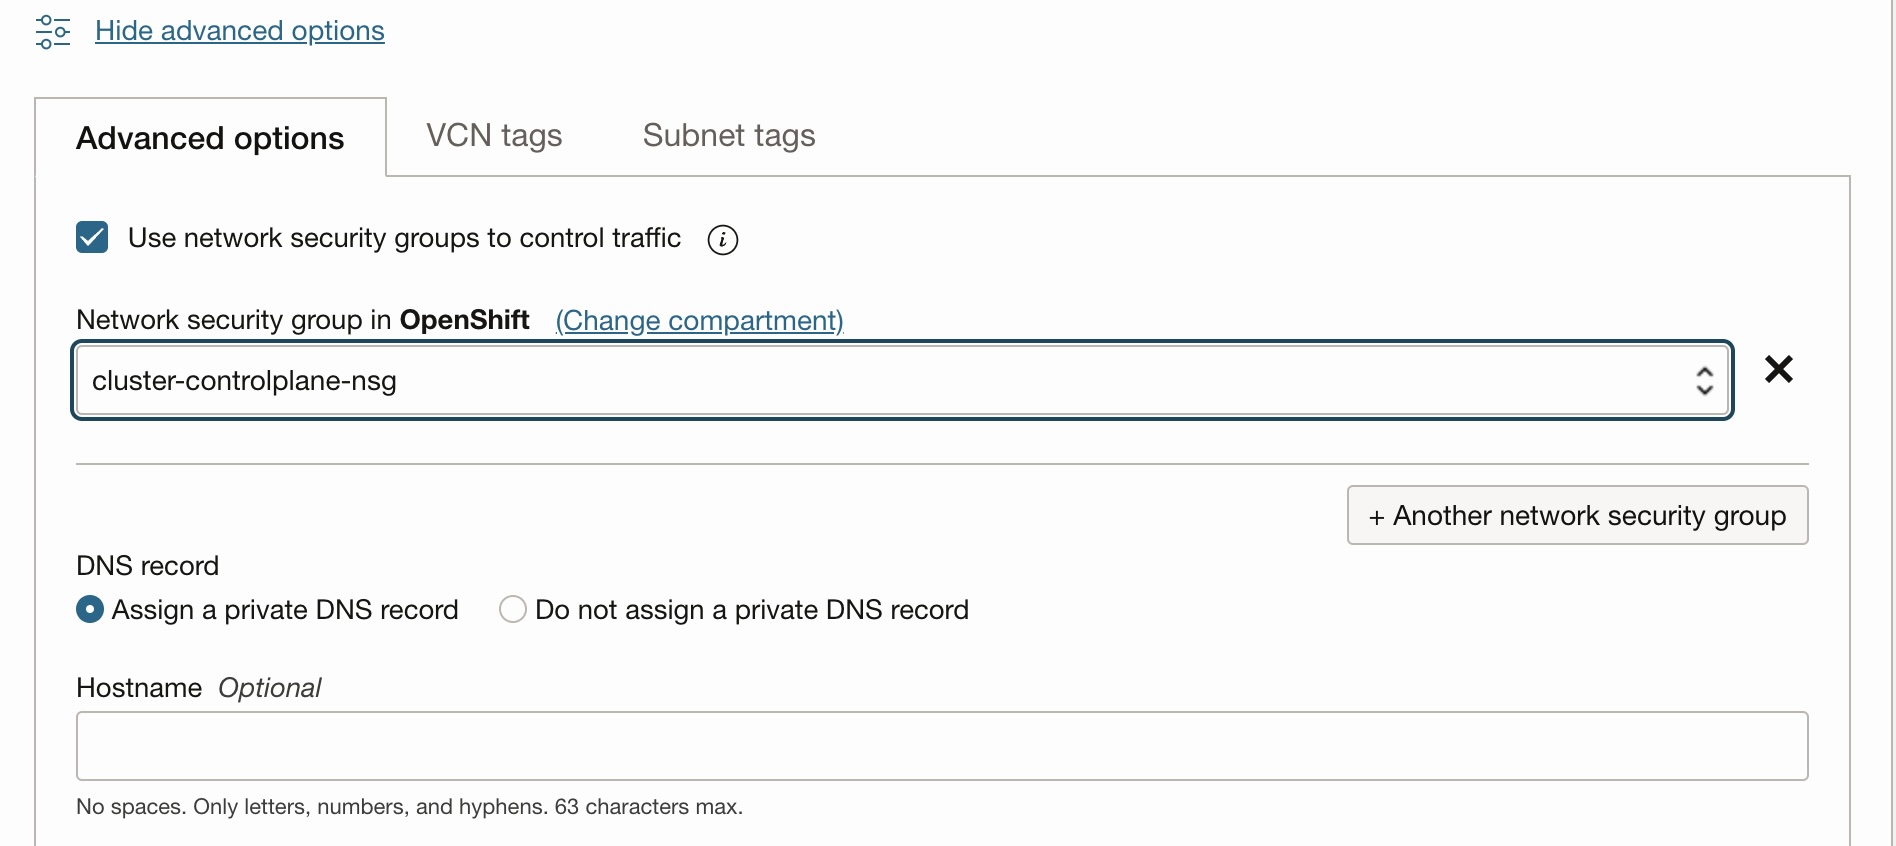 Hide advanced options
Advanced options VCN tags Subnet tags
Use network security groups to control traffic i
Network security group in OpenShift (Change compartment)
cluster-controlplane-nsg
+ Another network security group
DNS record
Assign a private DNS record Do not assign a private DNS record
Hostname Optional
No spaces. Only letters, numbers, and hyphens. 63 characters max.